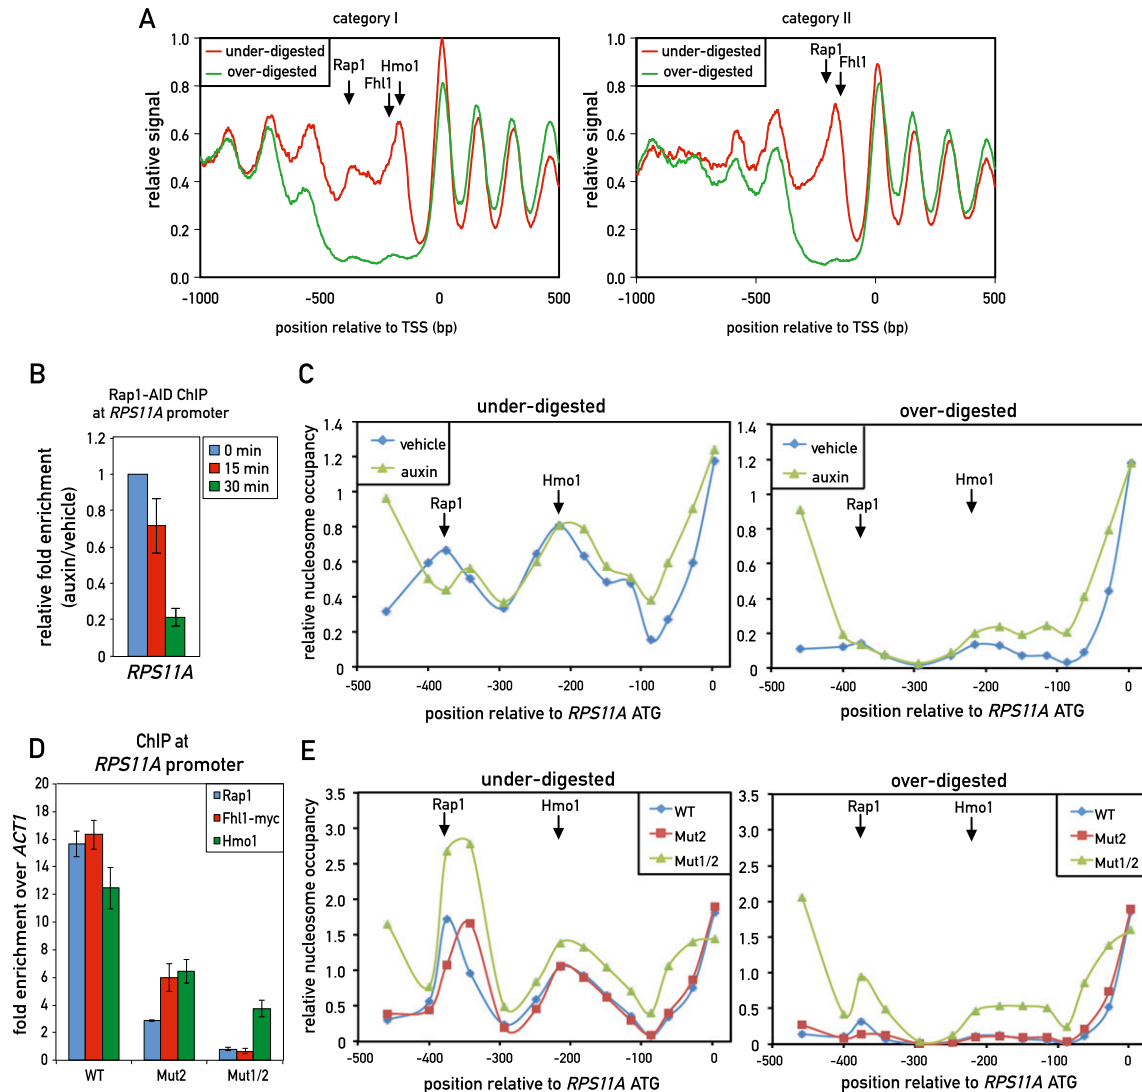 A
category I
under-digested
over-digested
Rap1
Fhl1
Hmo1
relative signal
1.0
0.8
0.6
0.4
0.2
0.0
-1000
-500
0
500
position relative to TSS (bp)
category II
under-digested
over-digested
Rap1
Fhl1
relative signal
1.0
0.8
0.6
0.4
0.2
0.0
-1000
-500
0
500
position relative to TSS (bp)
B
Rap1-AID ChIP
at RPS11A promoter
relative fold enrichment
(auxin/vehicle)
1.2
1
0.8
0.6
0.4
0.2
0
0 min
15 min
30 min
RPS11A
C
under-digested
vehicle
auxin
Rap1
Hmo1
relative nucleosome occupancy
1.4
1.2
1
0.8
0.6
0.4
0.2
0
-500
-400
-300
-200
-100
0
position relative to RPS11A ATG
over-digested
vehicle
auxin
Rap1
Hmo1
1.4
1.2
1
0.8
0.6
0.4
0.2
0
-500
-400
-300
-200
-100
0
position relative to RPS11A ATG
D
ChIP at
RPS11A promoter
fold enrichment over ACT1
20
18
16
14
12
10
8
6
4
2
0
Rap1
Fhl1-myc
Hmo1
WT
Mut2
Mut1/2
E
under-digested
Rap1
Hmo1
WT
Mut2
Mut1/2
relative nucleosome occupancy
3.5
3.0
2.5
2.0
1.5
1.0
0.5
0
-500
-400
-300
-200
-100
0
position relative to RPS11A ATG
over-digested
Rap1
Hmo1
WT
Mut2
Mut1/2
3.5
3.0
2.5
2.0
1.5
1.0
0.5
0
-500
-400
-300
-200
-100
0
position relative to RPS11A ATG